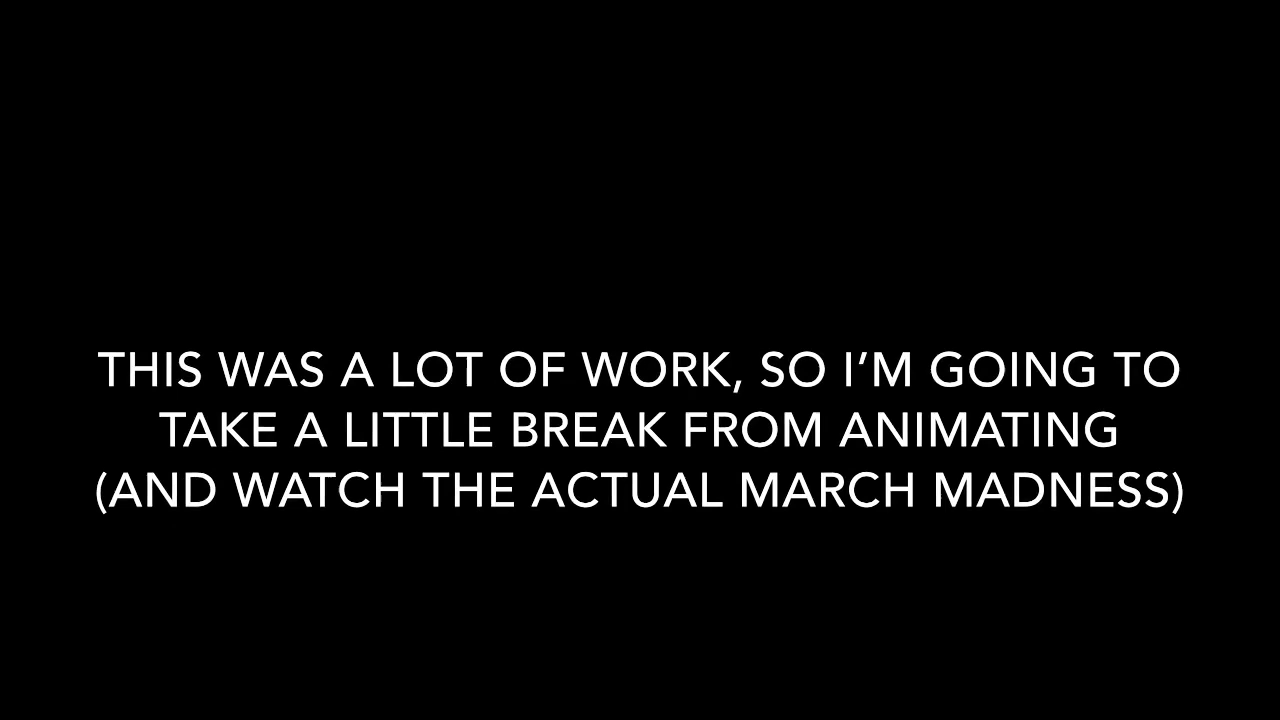 THIS WAS A LOT OF WORK, SO I’M GOING TO
TAKE A LITTLE BREAK FROM ANIMATING
(AND WATCH THE ACTUAL MARCH MADNESS)